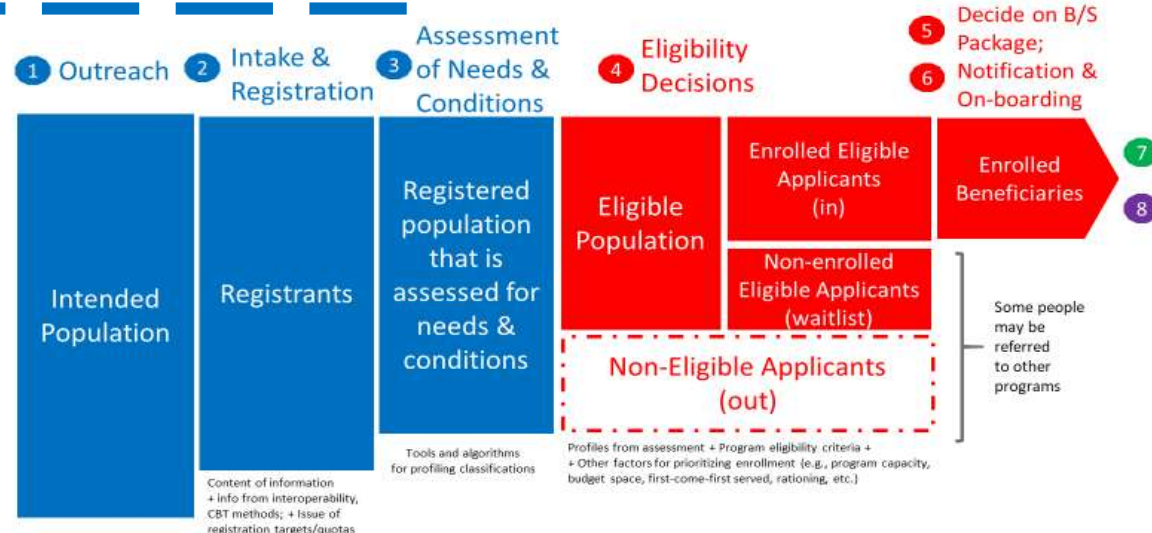 1 Outreach
2 Intake &
Registration
3 Assessment
of Needs &
Conditions
4 Eligibility
Decisions
5 Decide on B/S
Package;
6 Notification &
On-boarding
Intended
Population
Registrants
Registered
population
that is
assessed for
needs &
conditions
Eligible
Population
Enrolled Eligible
Applicants
(in)
Non-enrolled
Eligible Applicants
(waitlist)
Non-Eligible Applicants
(out)
Enrolled
Beneficiaries
7
8
Some people
may be
referred
to other
programs
Content of information
+ info from interoperability,
CBT methods; + Issue of
registration targets/quotas
Tools and algorithms
for profiling classifications
Profiles from assessment + Program eligibility criteria +
+ Other factors for prioritizing enrollment (e.g., program capacity,
budget space, first-come-first served, rationing, etc.)